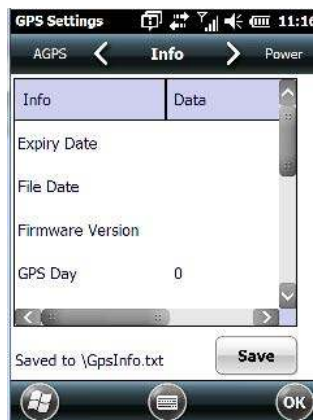 GPS Settings 11:16
AGPS Info Power
Info Data
Expiry Date
File Date
Firmware Version
GPS Day 0
Saved to \GpsInfo.txt Save
OK